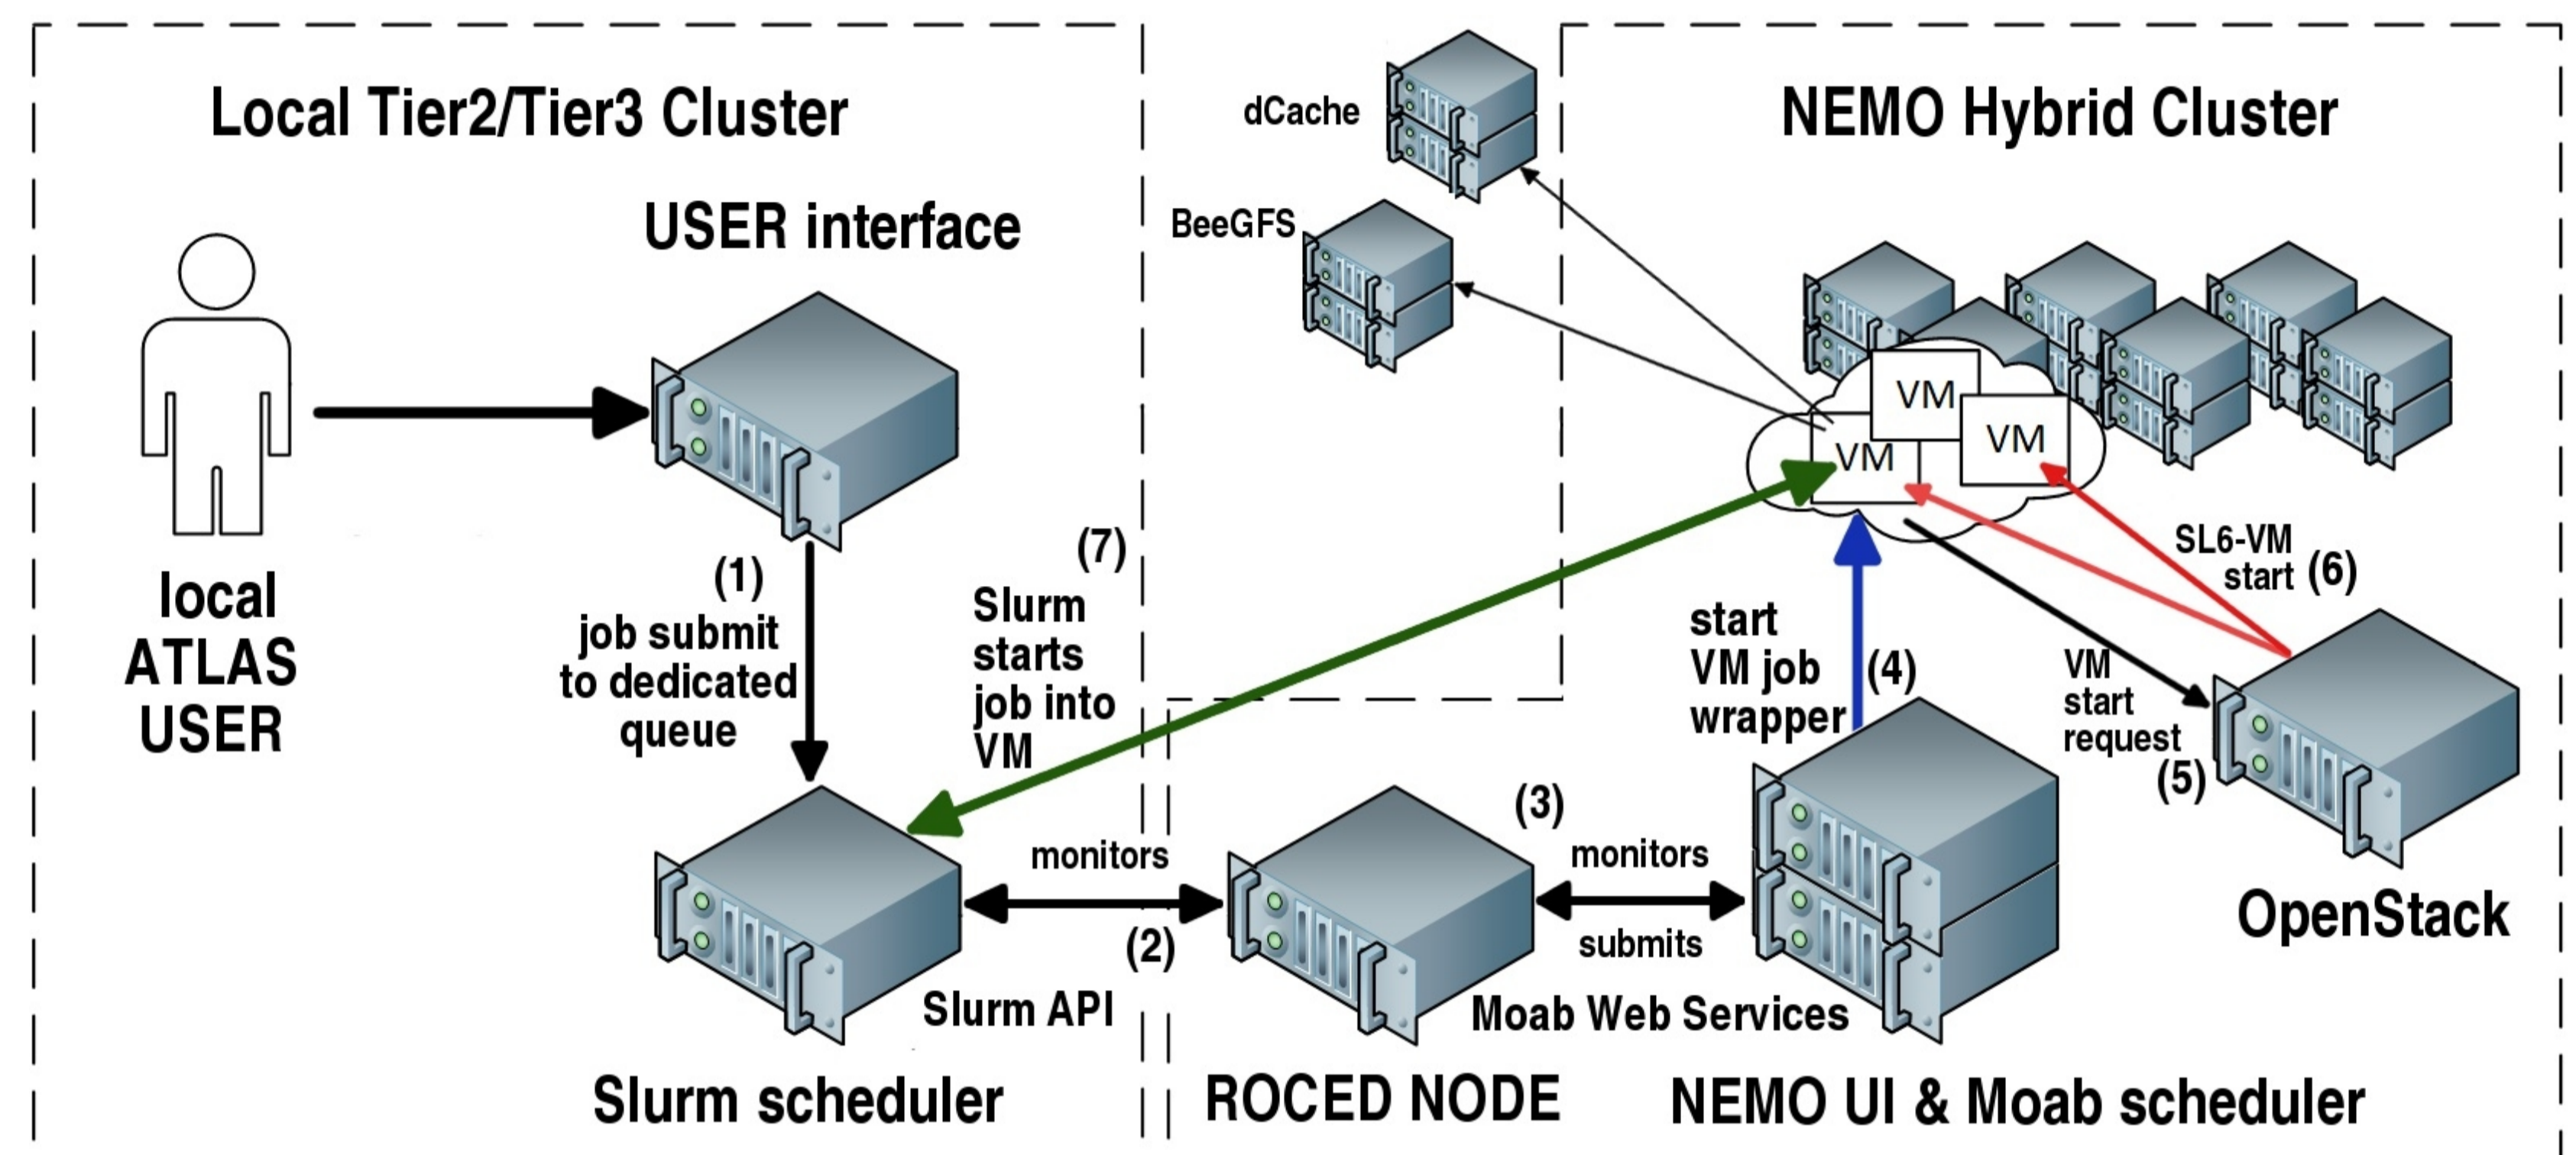 Local Tier2/Tier3 Cluster
USER interface
local
ATLAS
USER
(1)
job submit
to dedicated
queue
(7)
Slurm
starts
job into
VM
monitors
(2)
Slurm API
Slurm scheduler
dCache
BeeGFS
NEMO Hybrid Cluster
VM
VM
VM
SL6-VM
start (6)
start
VM job
wrapper
(4)
VM
start
request
(5)
OpenStack
(3)
monitors
submits
Moab Web Services
ROCED NODE
NEMO UI & Moab scheduler